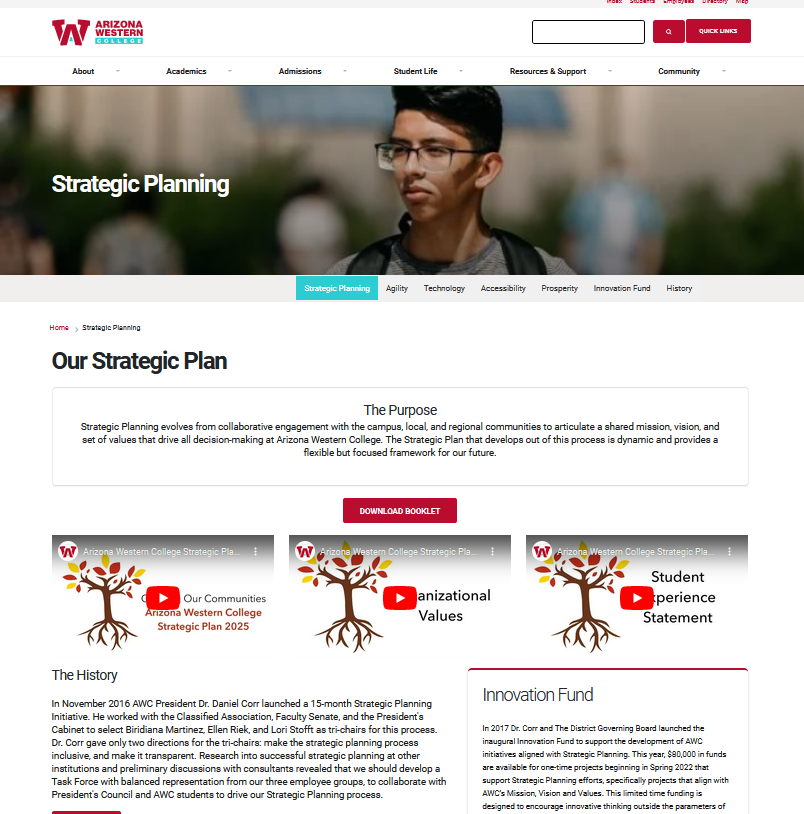 Index Students Employees Directory Map
ARIZONA
WESTERN
COLLEGE
QUICK LINKS
About Academics Admissions Student Life Resources & Support Community
Strategic Planning
Strategic Planning Agility Technology Accessibility Prosperity Innovation Fund History
Home > Strategic Planning
Our Strategic Plan
The Purpose
Strategic Planning evolves from collaborative engagement with the campus, local, and regional communities to articulate a shared mission, vision, and
set of values that drive all decision-making at Arizona Western College. The Strategic Plan that develops out of this process is dynamic and provides a
flexible but focused framework for our future.
DOWNLOAD BOOKLET
Arizona Western College Strategic Pla...
Our Communities
Arizona Western College
Strategic Plan 2025
Arizona Western College Strategic Pla...
anizational
Values
Arizona Western College Strategic Pla...
Student
xperience
Statement
The History
In November 2016 AWC President Dr. Daniel Corr launched a 15-month Strategic Planning
Initiative. He worked with the Classified Association, Faculty Senate, and the President's
Cabinet to select Biridiana Martinez, Ellen Riek, and Lori Stofft as tri-chairs for this process.
Dr. Corr gave only two directions for the tri-chairs: make the strategic planning process
inclusive, and make it transparent. Research into successful strategic planning at other
institutions and preliminary discussions with consultants revealed that we should develop a
Task Force with balanced representation from our three employee groups, to collaborate with
President's Council and AWC students to drive our Strategic Planning process.
Innovation Fund
In 2017 Dr. Corr and The District Governing Board launched the
inaugural Innovation Fund to support the development of AWC
initiatives aligned with Strategic Planning. This year, $80,000 in funds
are available for one-time projects beginning in Spring 2022 that
support Strategic Planning efforts, specifically projects that align with
AWC's Mission, Vision and Values. This limited time funding is
designed to encourage innovative thinking outside the parameters of